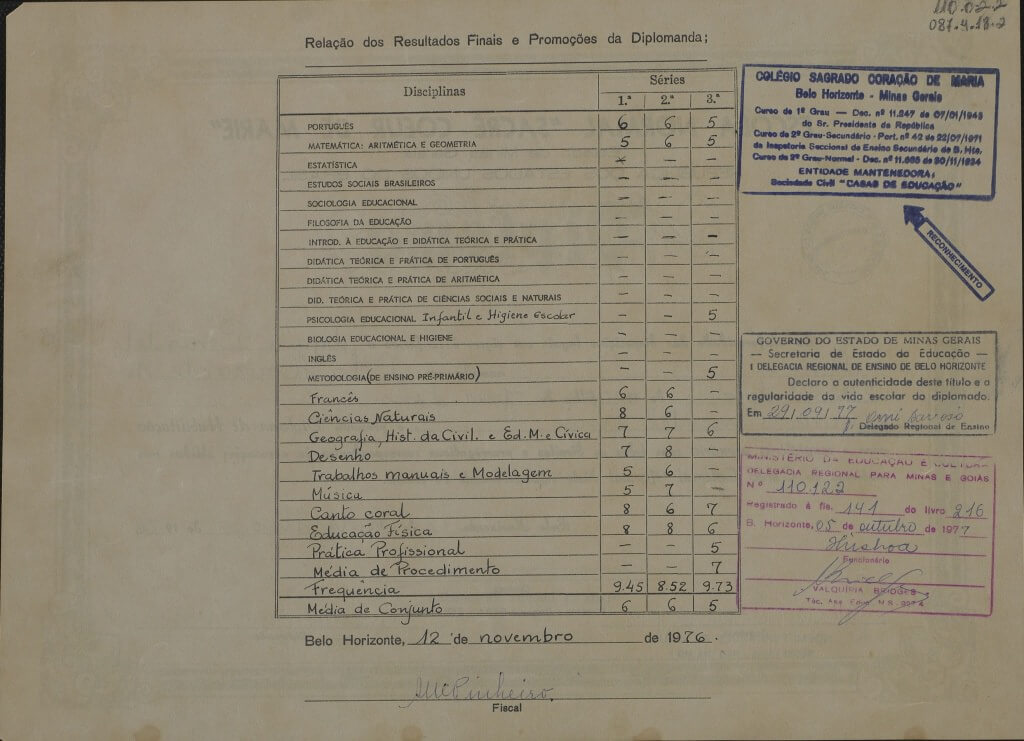 110.02.2
087.4.18.2
Relação dos Resultados Finais e Promoções da Diplomanda;
Disciplinas Séries
1.ª 2.ª 3.ª
PORTUGUÊS 6 6 5
MATEMÁTICA: ARITMÉTICA E GEOMETRIA 5 6 5
ESTATÍSTICA — — —
ESTUDOS SOCIAIS BRASILEIROS — — —
SOCIOLOGIA EDUCACIONAL — — —
FILOSOFIA DA EDUCAÇÃO — — —
INTROD. À EDUCAÇÃO E DIDÁTICA TEÓRICA E PRÁTICA — — —
DIDÁTICA TEÓRICA E PRÁTICA DE PORTUGUÊS — — —
DIDÁTICA TEÓRICA E PRÁTICA DE ARITMÉTICA — — —
DID. TEÓRICA E PRÁTICA DE CIÊNCIAS SOCIAIS E NATURAIS — — —
PSICOLOGIA EDUCACIONAL Infantil e Higiene Escolar — — 5
BIOLOGIA EDUCACIONAL E HIGIENE — — —
INGLÊS — — —
METODOLOGIA (DE ENSINO PRÉ-PRIMÁRIO) — — 5
Francês 6 6 —
Ciências Naturais 8 6 —
Geografia, Hist. da Civil. e Ed. M. e Cívica 7 7 6
Desenho 7 8 —
Trabalhos manuais e Modelagem 5 6 —
Música 5 7 —
Canto coral 8 6 7
Educação Física 8 8 6
Prática Profissional — — 5
Média de Procedimento — — 7
Frequência 9.45 8.52 9.73
Média de Conjunto 6 6 5
Belo Horizonte, 12 de novembro de 1976.
Fiscal
COLÉGIO SAGRADO CORAÇÃO DE MARIA
Belo Horizonte - Minas Gerais
Curso de 1º Grau — Dec. nº 11.247 de 07/01/1943
do Sr. Presidente da República
Curso de 2º Grau-Secundário - Port. nº 42 de 22/07/1971
da Inspetoria Seccional de Ensino Secundário de B. Hte.
Curso de 2º Grau-Normal - Dec. nº 11.665 de 30/11/1934
ENTIDADE MANTENEDORA:
Sociedade Civil "CASAS DE EDUCAÇÃO"
RECONHECIMENTO
GOVERNO DO ESTADO DE MINAS GERAIS
— Secretaria de Estado da Educação —
I DELEGACIA REGIONAL DE ENSINO DE BELO HORIZONTE
Declaro a autenticidade deste título e a
regularidade da vida escolar do diplomado.
Em 29/09/77
Delegado Regional de Ensino
MINISTÉRIO DA EDUCAÇÃO E CULTURA
DELEGACIA REGIONAL PARA MINAS E GOIÁS
Nº 110.122
Registrado à fls. 141 do livro 216
B. Horizonte, 05 de outubro de 1977
Funcionário
VALQUÍRIA BRIDGES